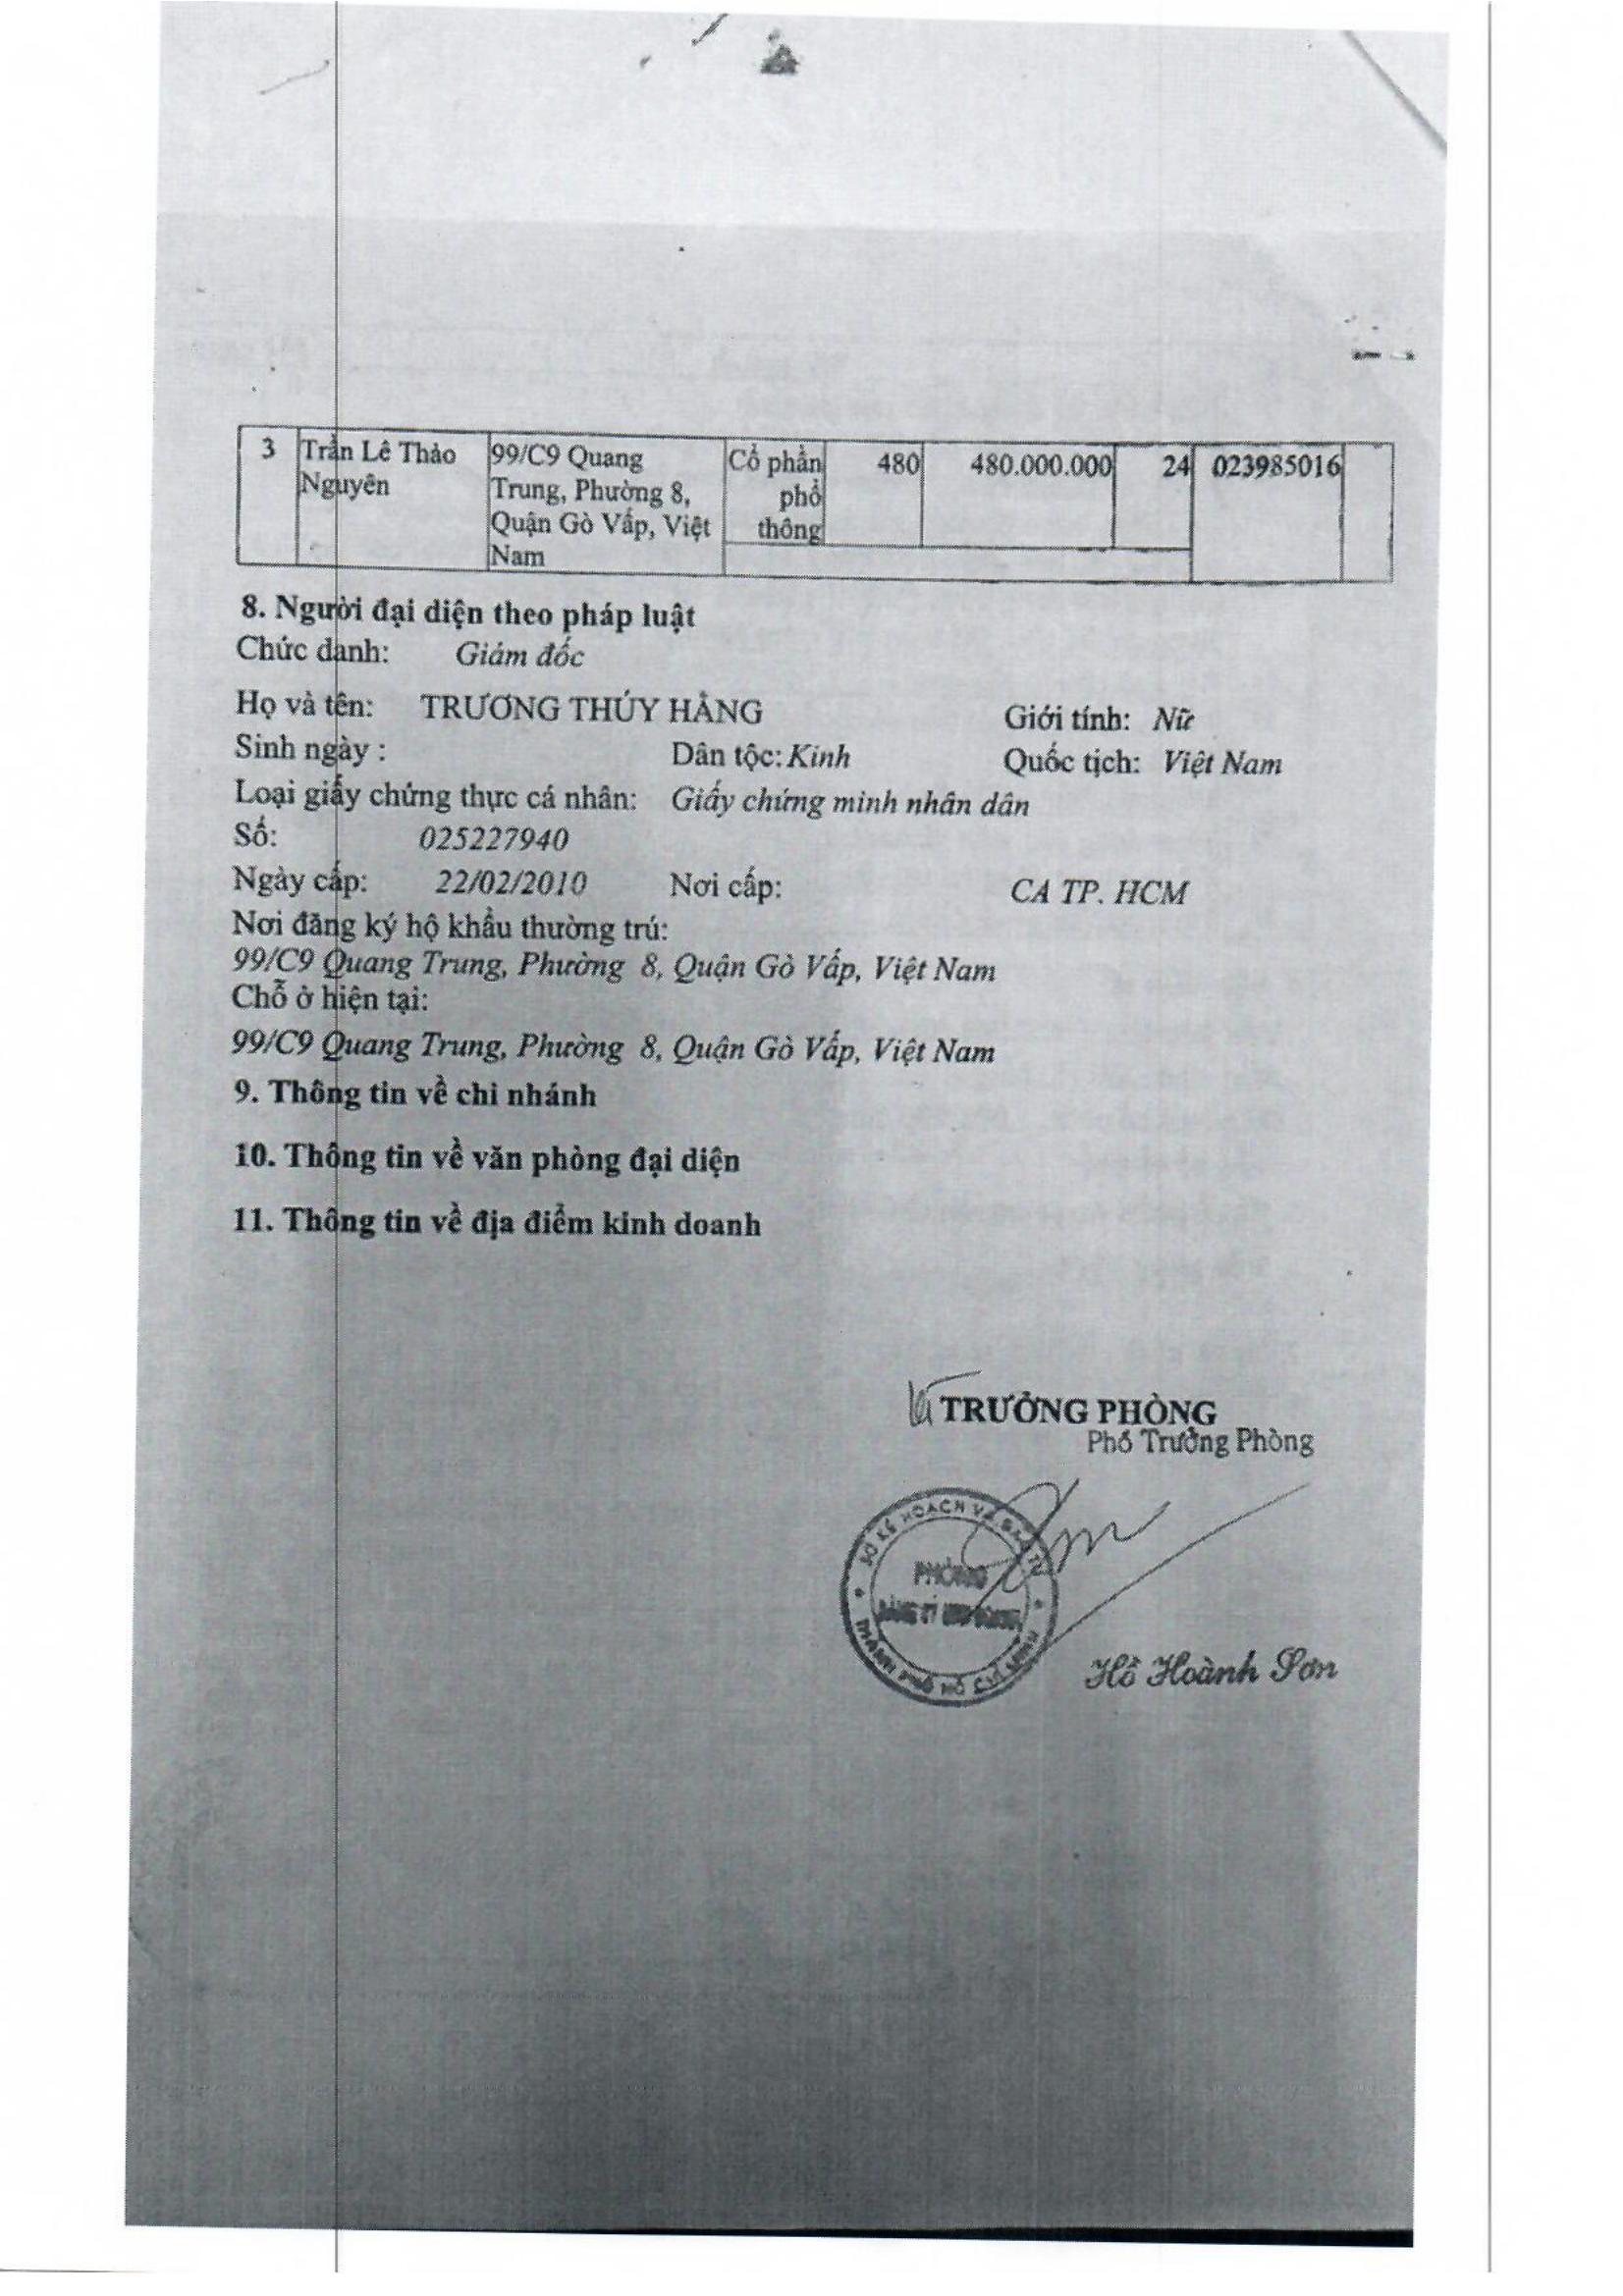 3 Trần Lê Thảo 99/C9 Quang Cổ phần 480 480.000.000 24 023985016
Nguyên Trung, Phường 8, phổ
Quận Gò Vấp, Việt thông
Nam
8. Người đại diện theo pháp luật
Chức danh: Giám đốc
Họ và tên: TRƯƠNG THÚY HẰNG Giới tính: Nữ
Sinh ngày : Dân tộc: Kinh Quốc tịch: Việt Nam
Loại giấy chứng thực cá nhân: Giấy chứng minh nhân dân
Số: 025227940
Ngày cấp: 22/02/2010 Nơi cấp: CA TP. HCM
Nơi đăng ký hộ khẩu thường trú:
99/C9 Quang Trung, Phường 8, Quận Gò Vấp, Việt Nam
Chỗ ở hiện tại:
99/C9 Quang Trung, Phường 8, Quận Gò Vấp, Việt Nam
9. Thông tin về chi nhánh
10. Thông tin về văn phòng đại diện
11. Thông tin về địa điểm kinh doanh
TRƯỞNG PHÒNG
Phó Trưởng Phòng
SỞ KẾ HOẠCH VÀ
PHÒNG
ĐĂNG KÝ KINH DOANH
THÀNH PHỐ HỒ CHÍ MINH
Hồ Hoành Sơn